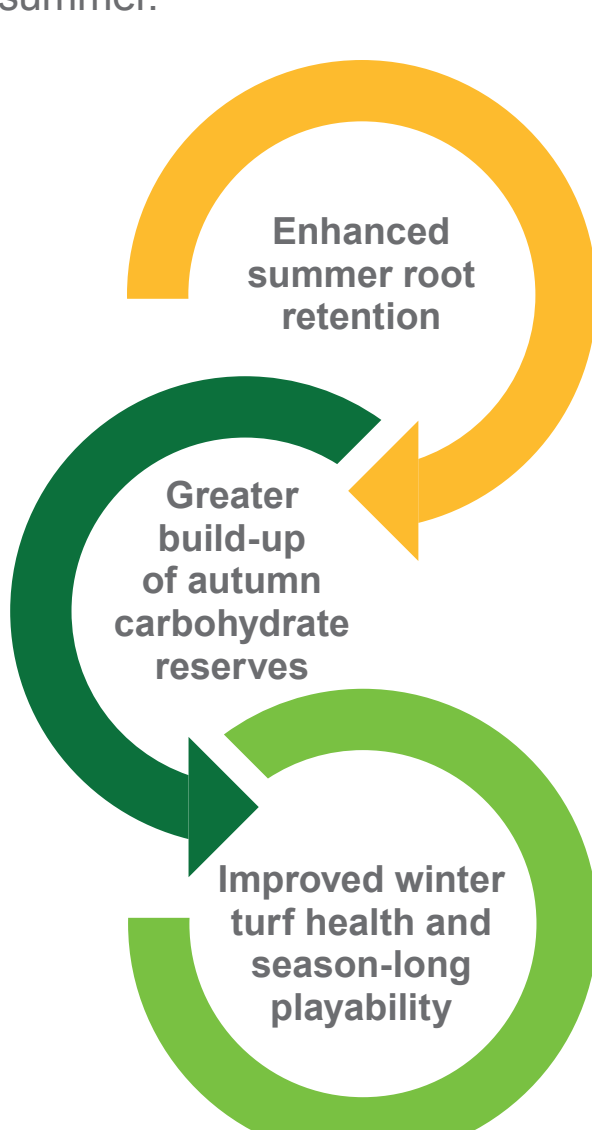 summer.
Enhanced
summer root
retention
Greater
build-up
of autumn
carbohydrate
reserves
Improved winter
turf health and
season-long
playability